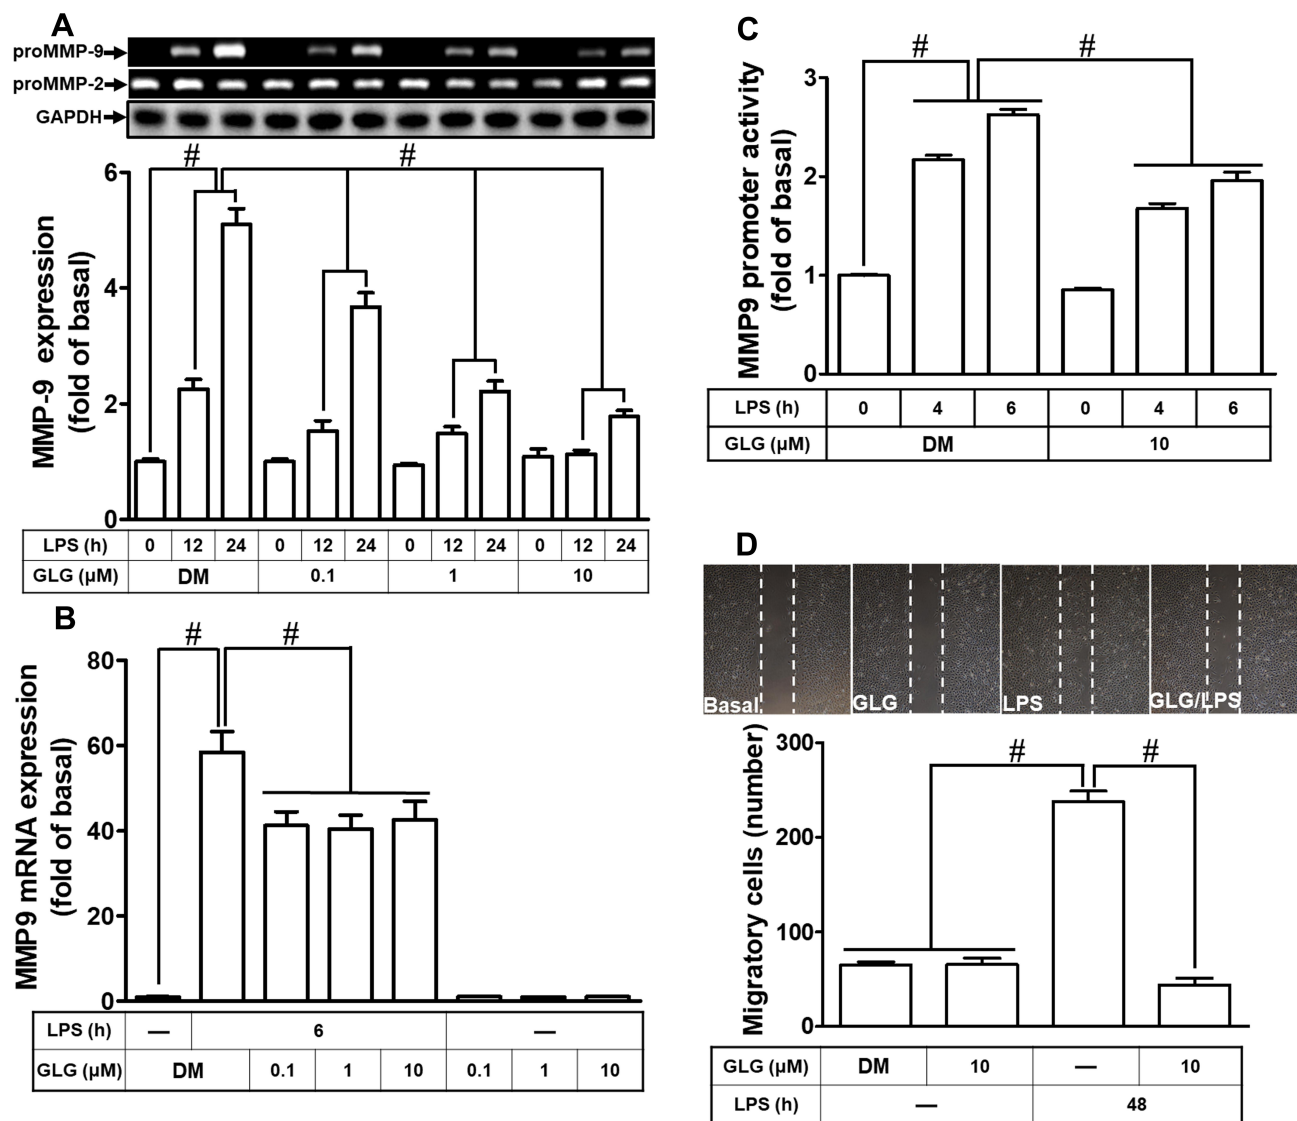 A
proMMP-9
proMMP-2
GAPDH
# #
MMP-9 expression
(fold of basal)
6
4
2
0
LPS (h) 0 12 24 0 12 24 0 12 24 0 12 24
GLG (μM) DM 0.1 1 10
B
# #
MMP9 mRNA expression
(fold of basal)
80
60
40
20
0
LPS (h) — 6 —
GLG (μM) DM 0.1 1 10 0.1 1 10
C
# #
MMP9 promoter activity
(fold of basal)
3
2
1
0
LPS (h) 0 4 6 0 4 6
GLG (μM) DM 10
D
Basal GLG LPS GLG/LPS
# #
Migratory cells (number)
300
200
100
0
GLG (μM) DM 10 — 10
LPS (h) — 48